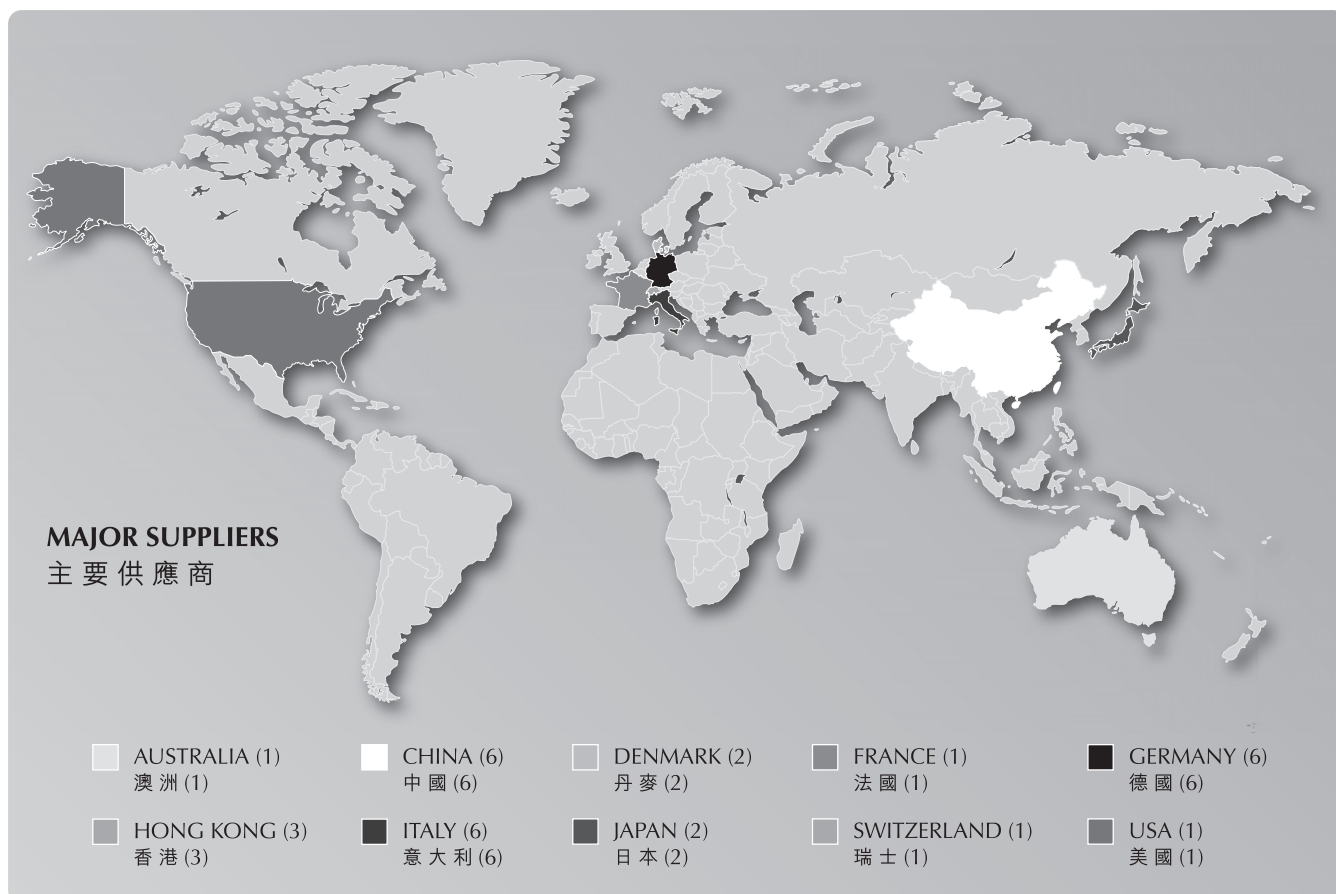 MAJOR SUPPLIERS
主要供應商
AUSTRALIA (1)
澳洲 (1)
CHINA (6)
中國 (6)
DENMARK (2)
丹麥 (2)
FRANCE (1)
法國 (1)
GERMANY (6)
德國 (6)
HONG KONG (3)
香港 (3)
ITALY (6)
意大利 (6)
JAPAN (2)
日本 (2)
SWITZERLAND (1)
瑞士 (1)
USA (1)
美國 (1)